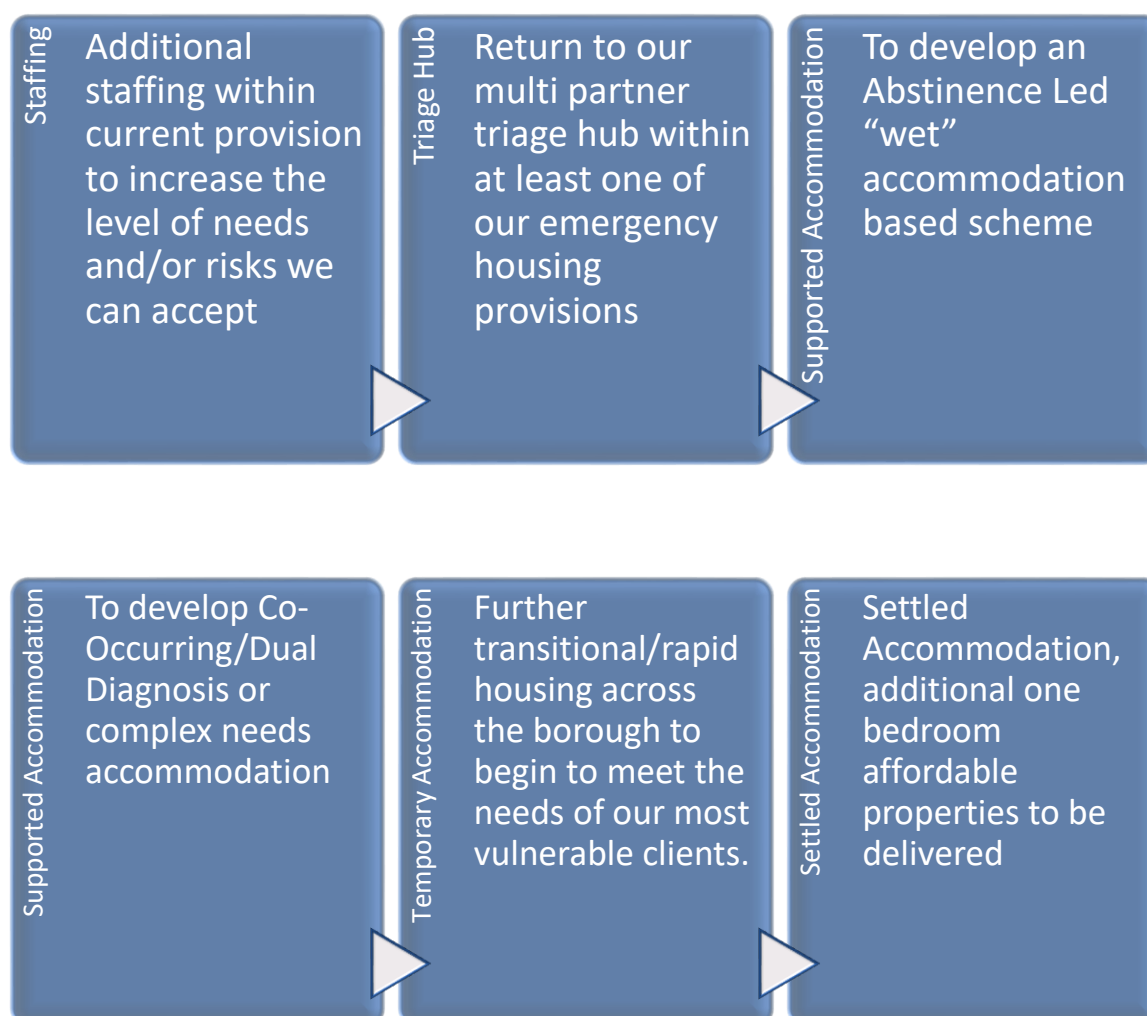 Staffing
Additional
staffing within
current provision
to increase the
level of needs
and/or risks we
can accept
Triage Hub
Return to our
multi partner
triage hub within
at least one of
our emergency
housing
provisions
Supported Accommodation
To develop an
Abstinence Led
“wet”
accommodation
based scheme
Supported Accommodation
To develop Co-
Occurring/Dual
Diagnosis or
complex needs
accommodation
Temporary Accommodation
Further
transitional/rapid
housing across
the borough to
begin to meet the
needs of our most
vulnerable clients.
Settled Accommodation
Settled
Accommodation,
additional one
bedroom
affordable
properties to be
delivered